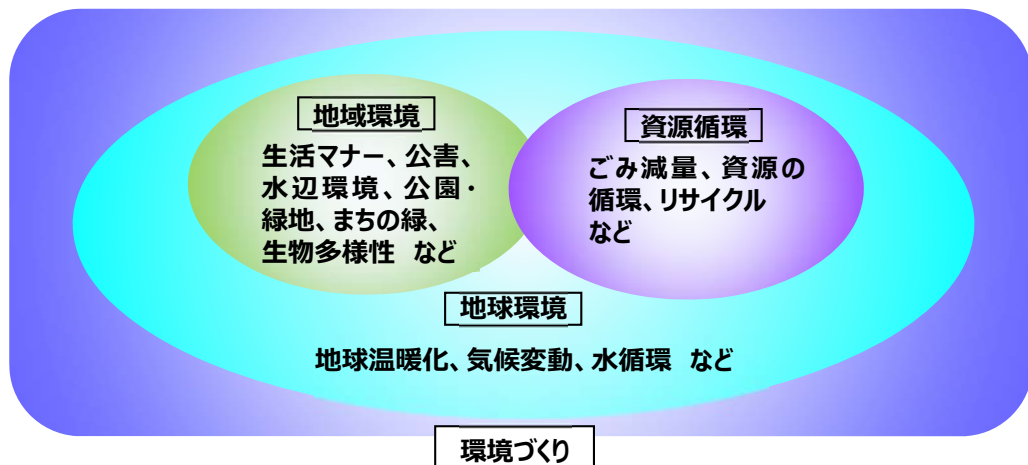 地域環境
生活マナー、公害、
水辺環境、公園・
緑地、まちの緑、
生物多様性 など
資源循環
ごみ減量、資源の
循環、リサイクル
など
地球環境
地球温暖化、気候変動、水循環 など
環境づくり